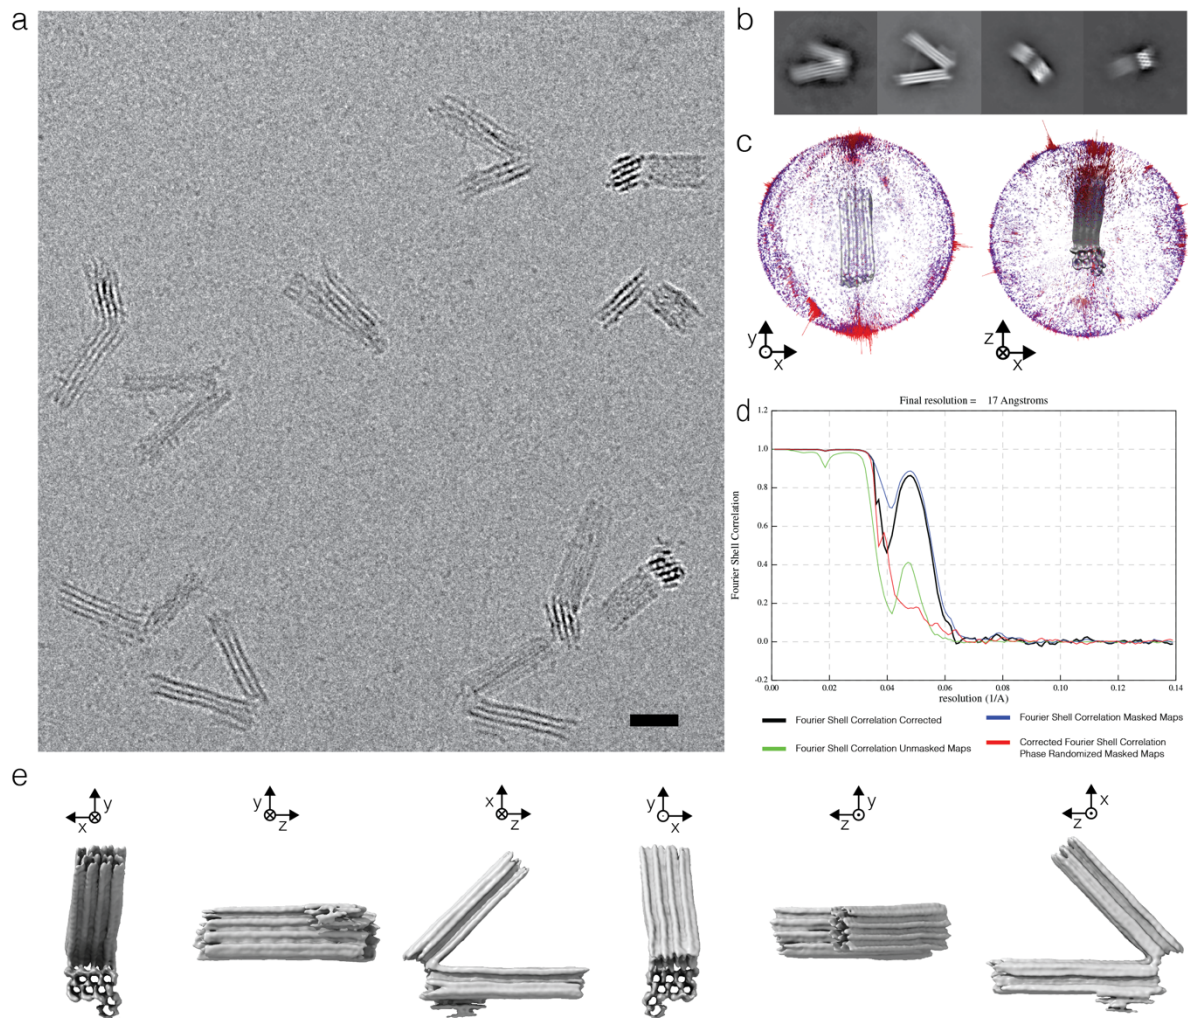 a
b
c
y
x
z
x
d
Final resolution = 17 Angstroms
1.2
1.0
0.8
0.6
0.4
0.2
0.0
-0.2
Fourier Shell Correlation
0.00
0.02
0.04
0.06
0.08
0.10
0.12
0.14
resolution (1/A)
Fourier Shell Correlation Corrected
Fourier Shell Correlation Masked Maps
Fourier Shell Correlation Unmasked Maps
Corrected Fourier Shell Correlation
Phase Randomized Masked Maps
e
y
x
y
z
x
z
y
x
y
z
x
z